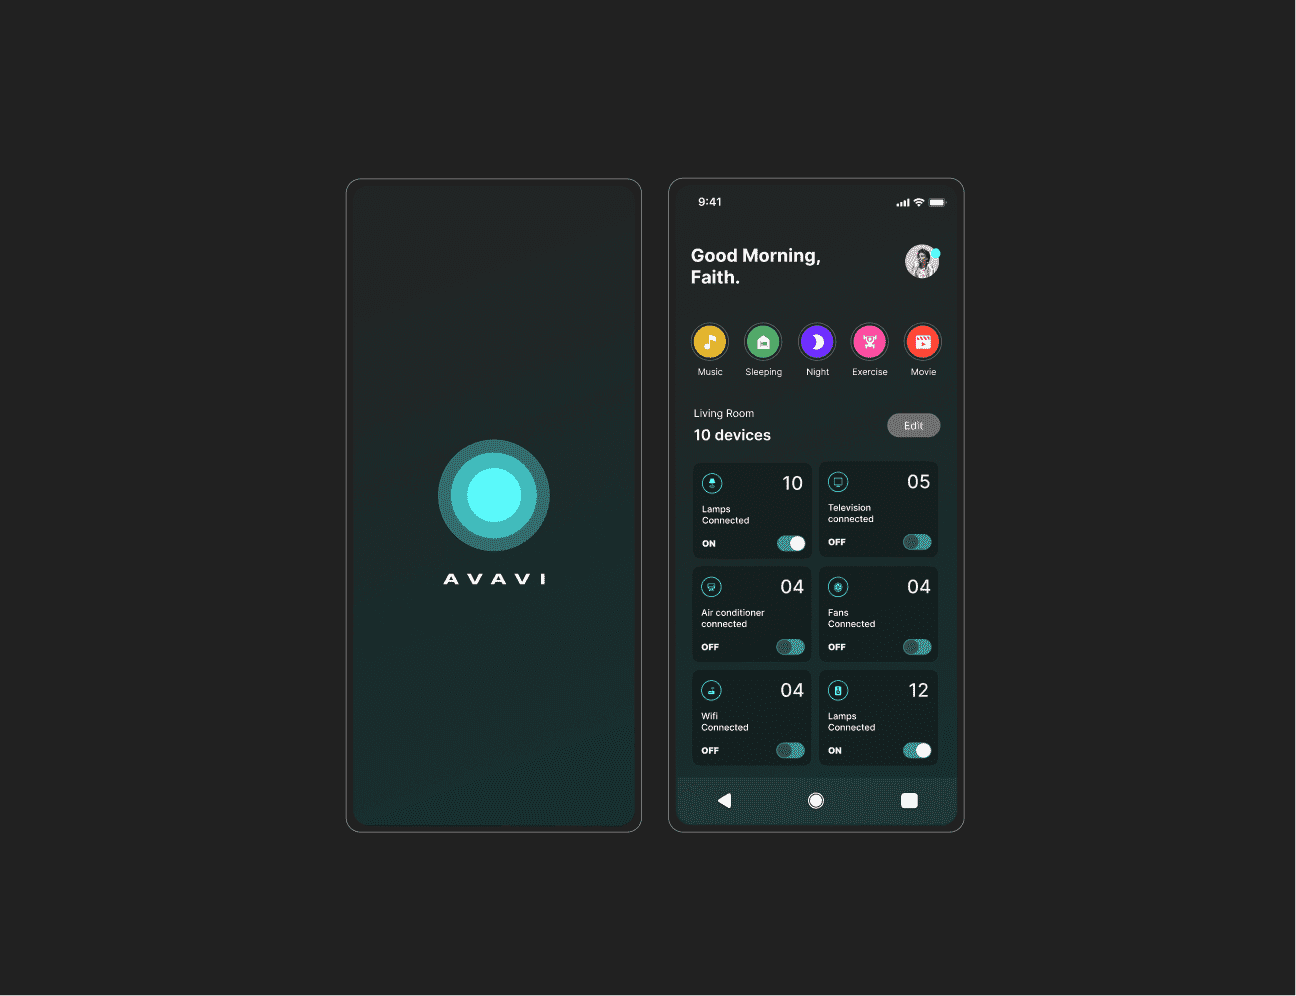 AVAVI
9:41
Good Morning,
Faith.
Music
Sleeping
Night
Exercise
Movie
Living Room
10 devices
Edit
10
Lamps
Connected
ON
05
Television
connected
OFF
04
Air conditioner
connected
OFF
04
Fans
Connected
OFF
04
Wifi
Connected
OFF
12
Lamps
Connected
ON